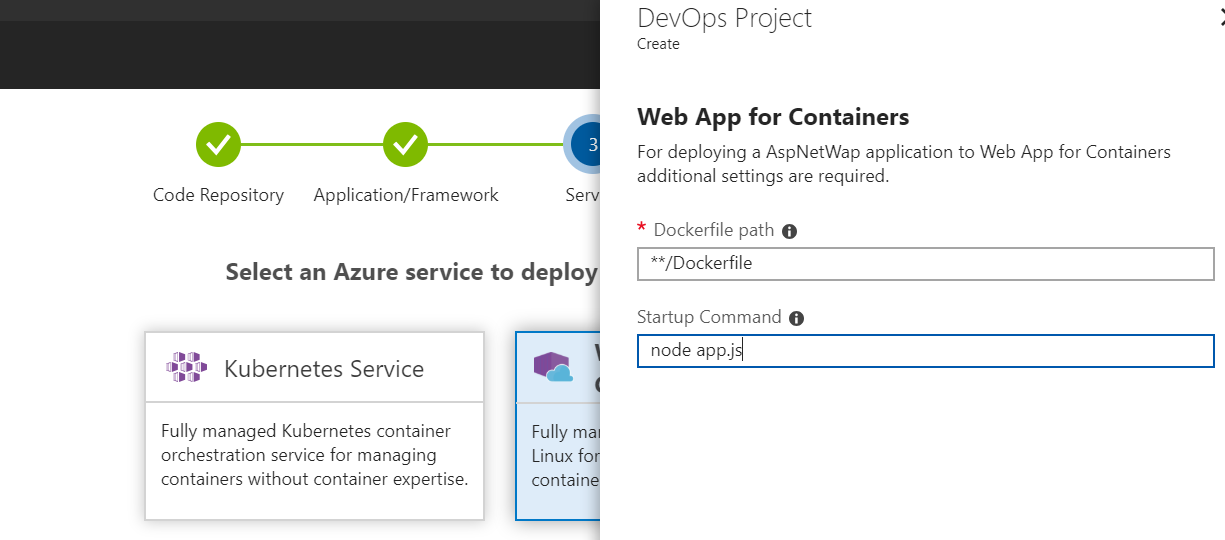 DevOps Project
Create
Code Repository
Application/Framework
3
Serv
Select an Azure service to deploy
Kubernetes Service
Fully managed Kubernetes container
orchestration service for managing
containers without container expertise.
Fully ma
Linux for
containe
Web App for Containers
For deploying a AspNetWap application to Web App for Containers
additional settings are required.
* Dockerfile path
**/Dockerfile
Startup Command
node app.js